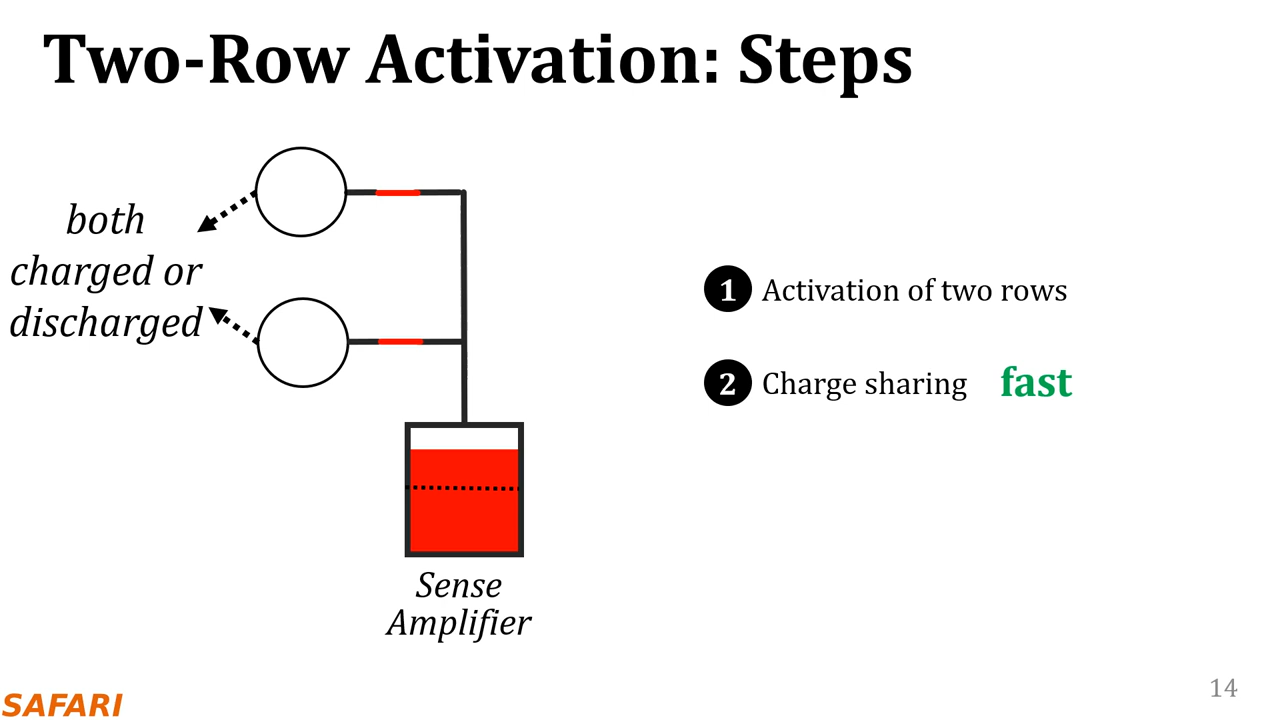 Two-Row Activation: Steps
both
charged or
discharged
1 Activation of two rows
2 Charge sharing fast
Sense
Amplifier
SAFARI
14